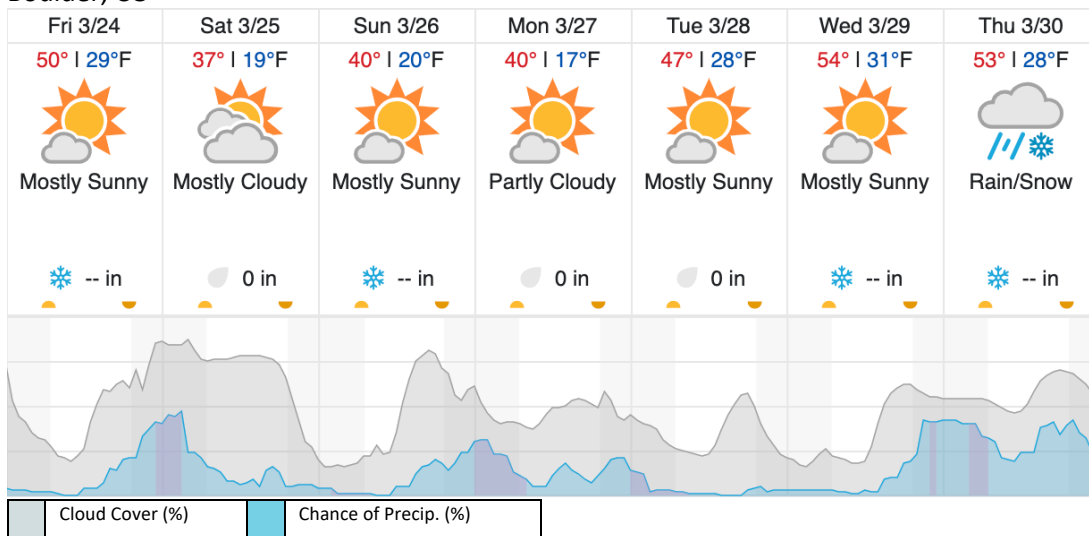 Boulder, CO
Fri 3/24 Sat 3/25 Sun 3/26 Mon 3/27 Tue 3/28 Wed 3/29 Thu 3/30
50° | 29°F 37° | 19°F 40° | 20°F 40° | 17°F 47° | 28°F 54° | 31°F 53° | 28°F
Mostly Sunny Mostly Cloudy Mostly Sunny Partly Cloudy Mostly Sunny Mostly Sunny Rain/Snow
-- in 0 in -- in 0 in 0 in -- in -- in
Cloud Cover (%) Chance of Precip. (%)